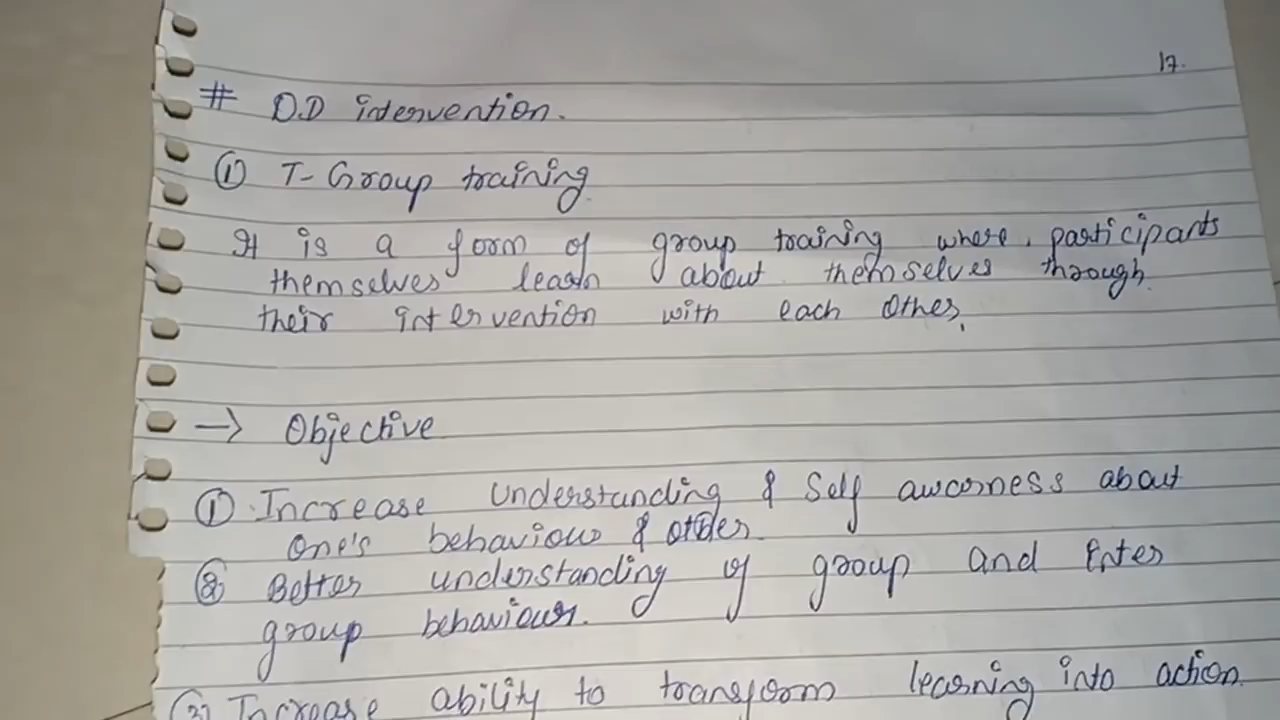 17.
# O.D intervention.
① T- Group training.
It is a form of group training where, participants
themselves learn about themselves through
their intervention with each other,
→ Objective
① Increase Understanding & Self awarness about
One's behaviour & other.
② Better understanding of group and Inter
group behaviour.
③ Increase ability to transform learning into action